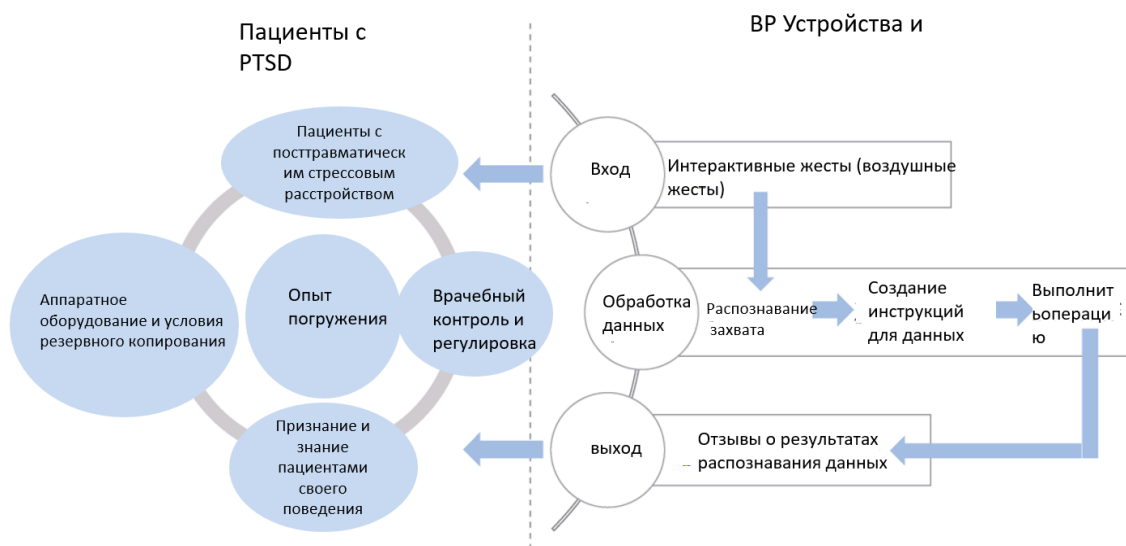 Пациенты с
PTSD
ВР Устройства и
Пациенты с
посттравматическ
им стрессовым
расстройством
Аппаратное
оборудование и условия
резервного копирования
Опыт
погружения
Врачебный
контроль и
регулировка
Признание и
знание
пациентами
своего
поведения
Вход
Интерактивные жесты (воздушные
жесты)
Обработка
данных
Распознавание
захвата
Создание
инструкций
для данных
Выполнит
ьопераци
ю
выход
Отзывы о результатах
распознавания данных